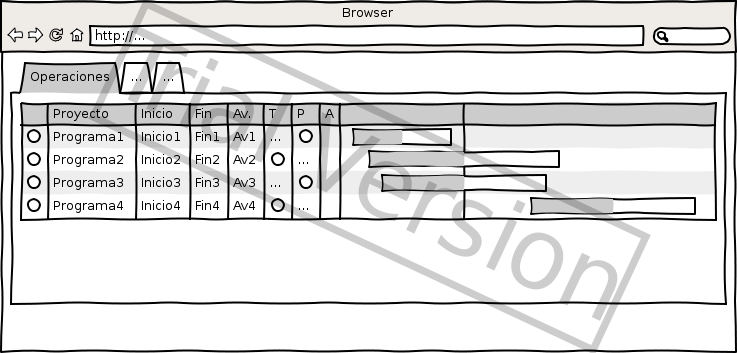 Browser
http://...
Operaciones ... ...
Proyecto Inicio Fin Av. T P A
Programa1 Inicio1 Fin1 Av1 ...
Programa2 Inicio2 Fin2 Av2 ...
Programa3 Inicio3 Fin3 Av3 ...
Programa4 Inicio4 Fin4 Av4 ...
Trial Version